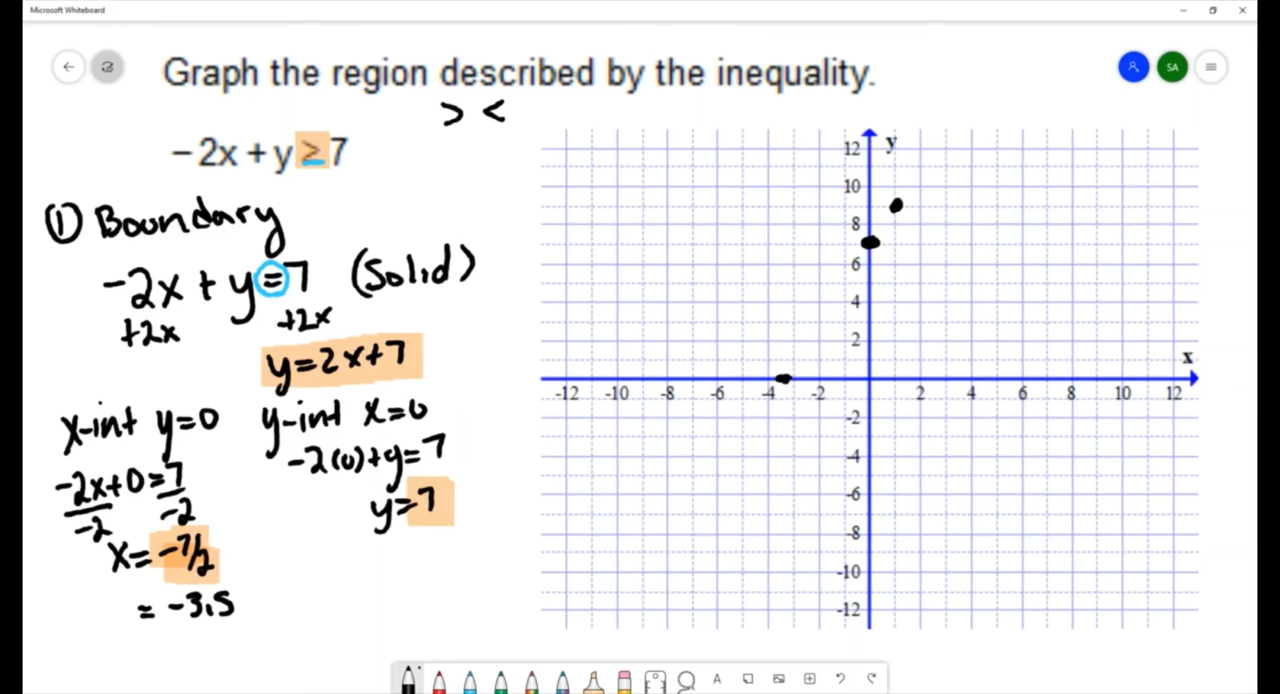 Microsoft Whiteboard
Graph the region described by the inequality.
> <
-2x + y ≥ 7
SA
① Boundary
-2x + y = 7 (Solid)
+2x +2x
y = 2x + 7
x-int y=0
-2x+0=7
-2 -2
x = -7/2
= -3.5
y-int x=0
-2(0)+y=7
y=7
y
12
10
8
6
4
2
x
-12 -10 -8 -6 -4 -2 2 4 6 8 10 12
-2
-4
-6
-8
-10
-12
A